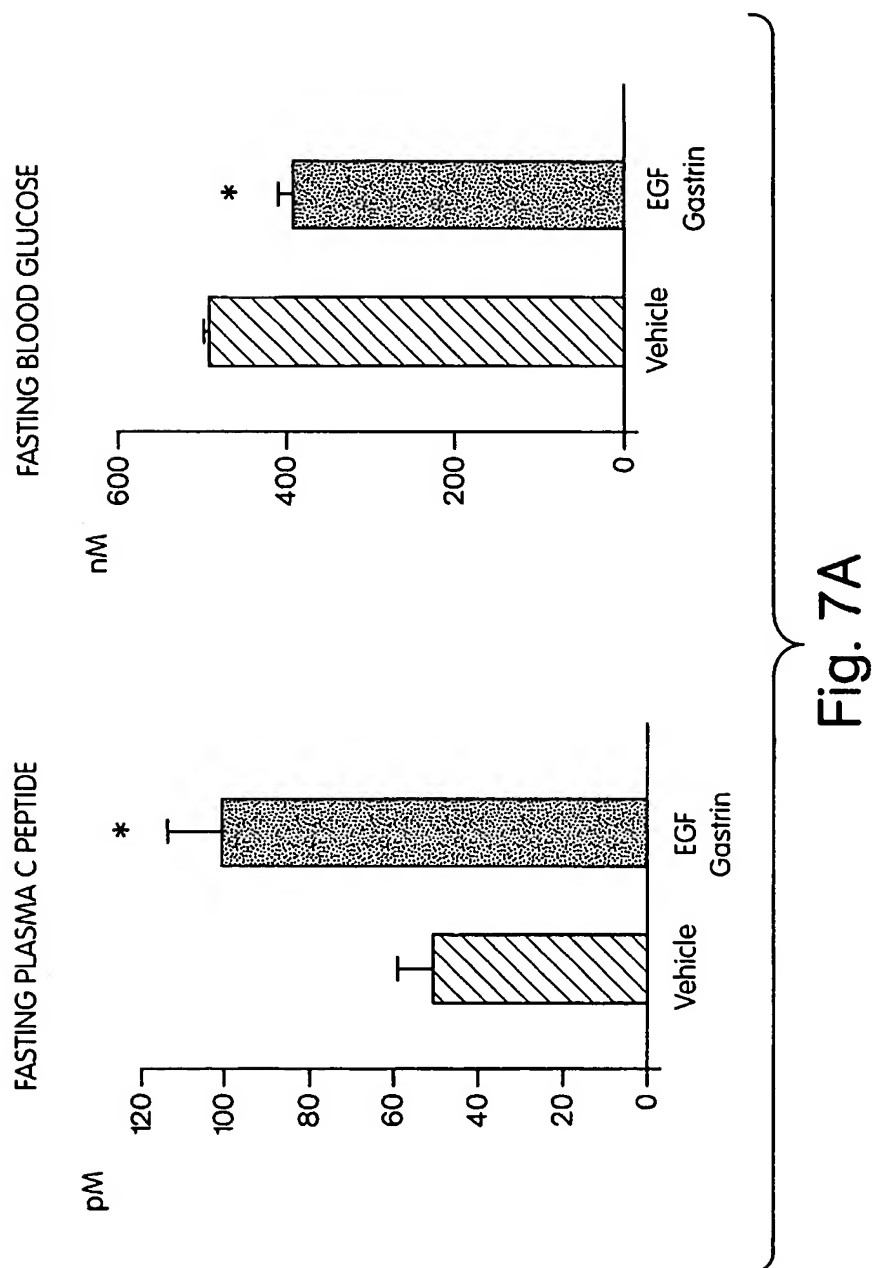 FASTING PLASMA C PEPTIDE
pM
120
100
80
60
40
20
0
Vehicle
EGF
Gastrin
*
FASTING BLOOD GLUCOSE
nM
600
400
200
0
Vehicle
EGF
Gastrin
*
Fig. 7A